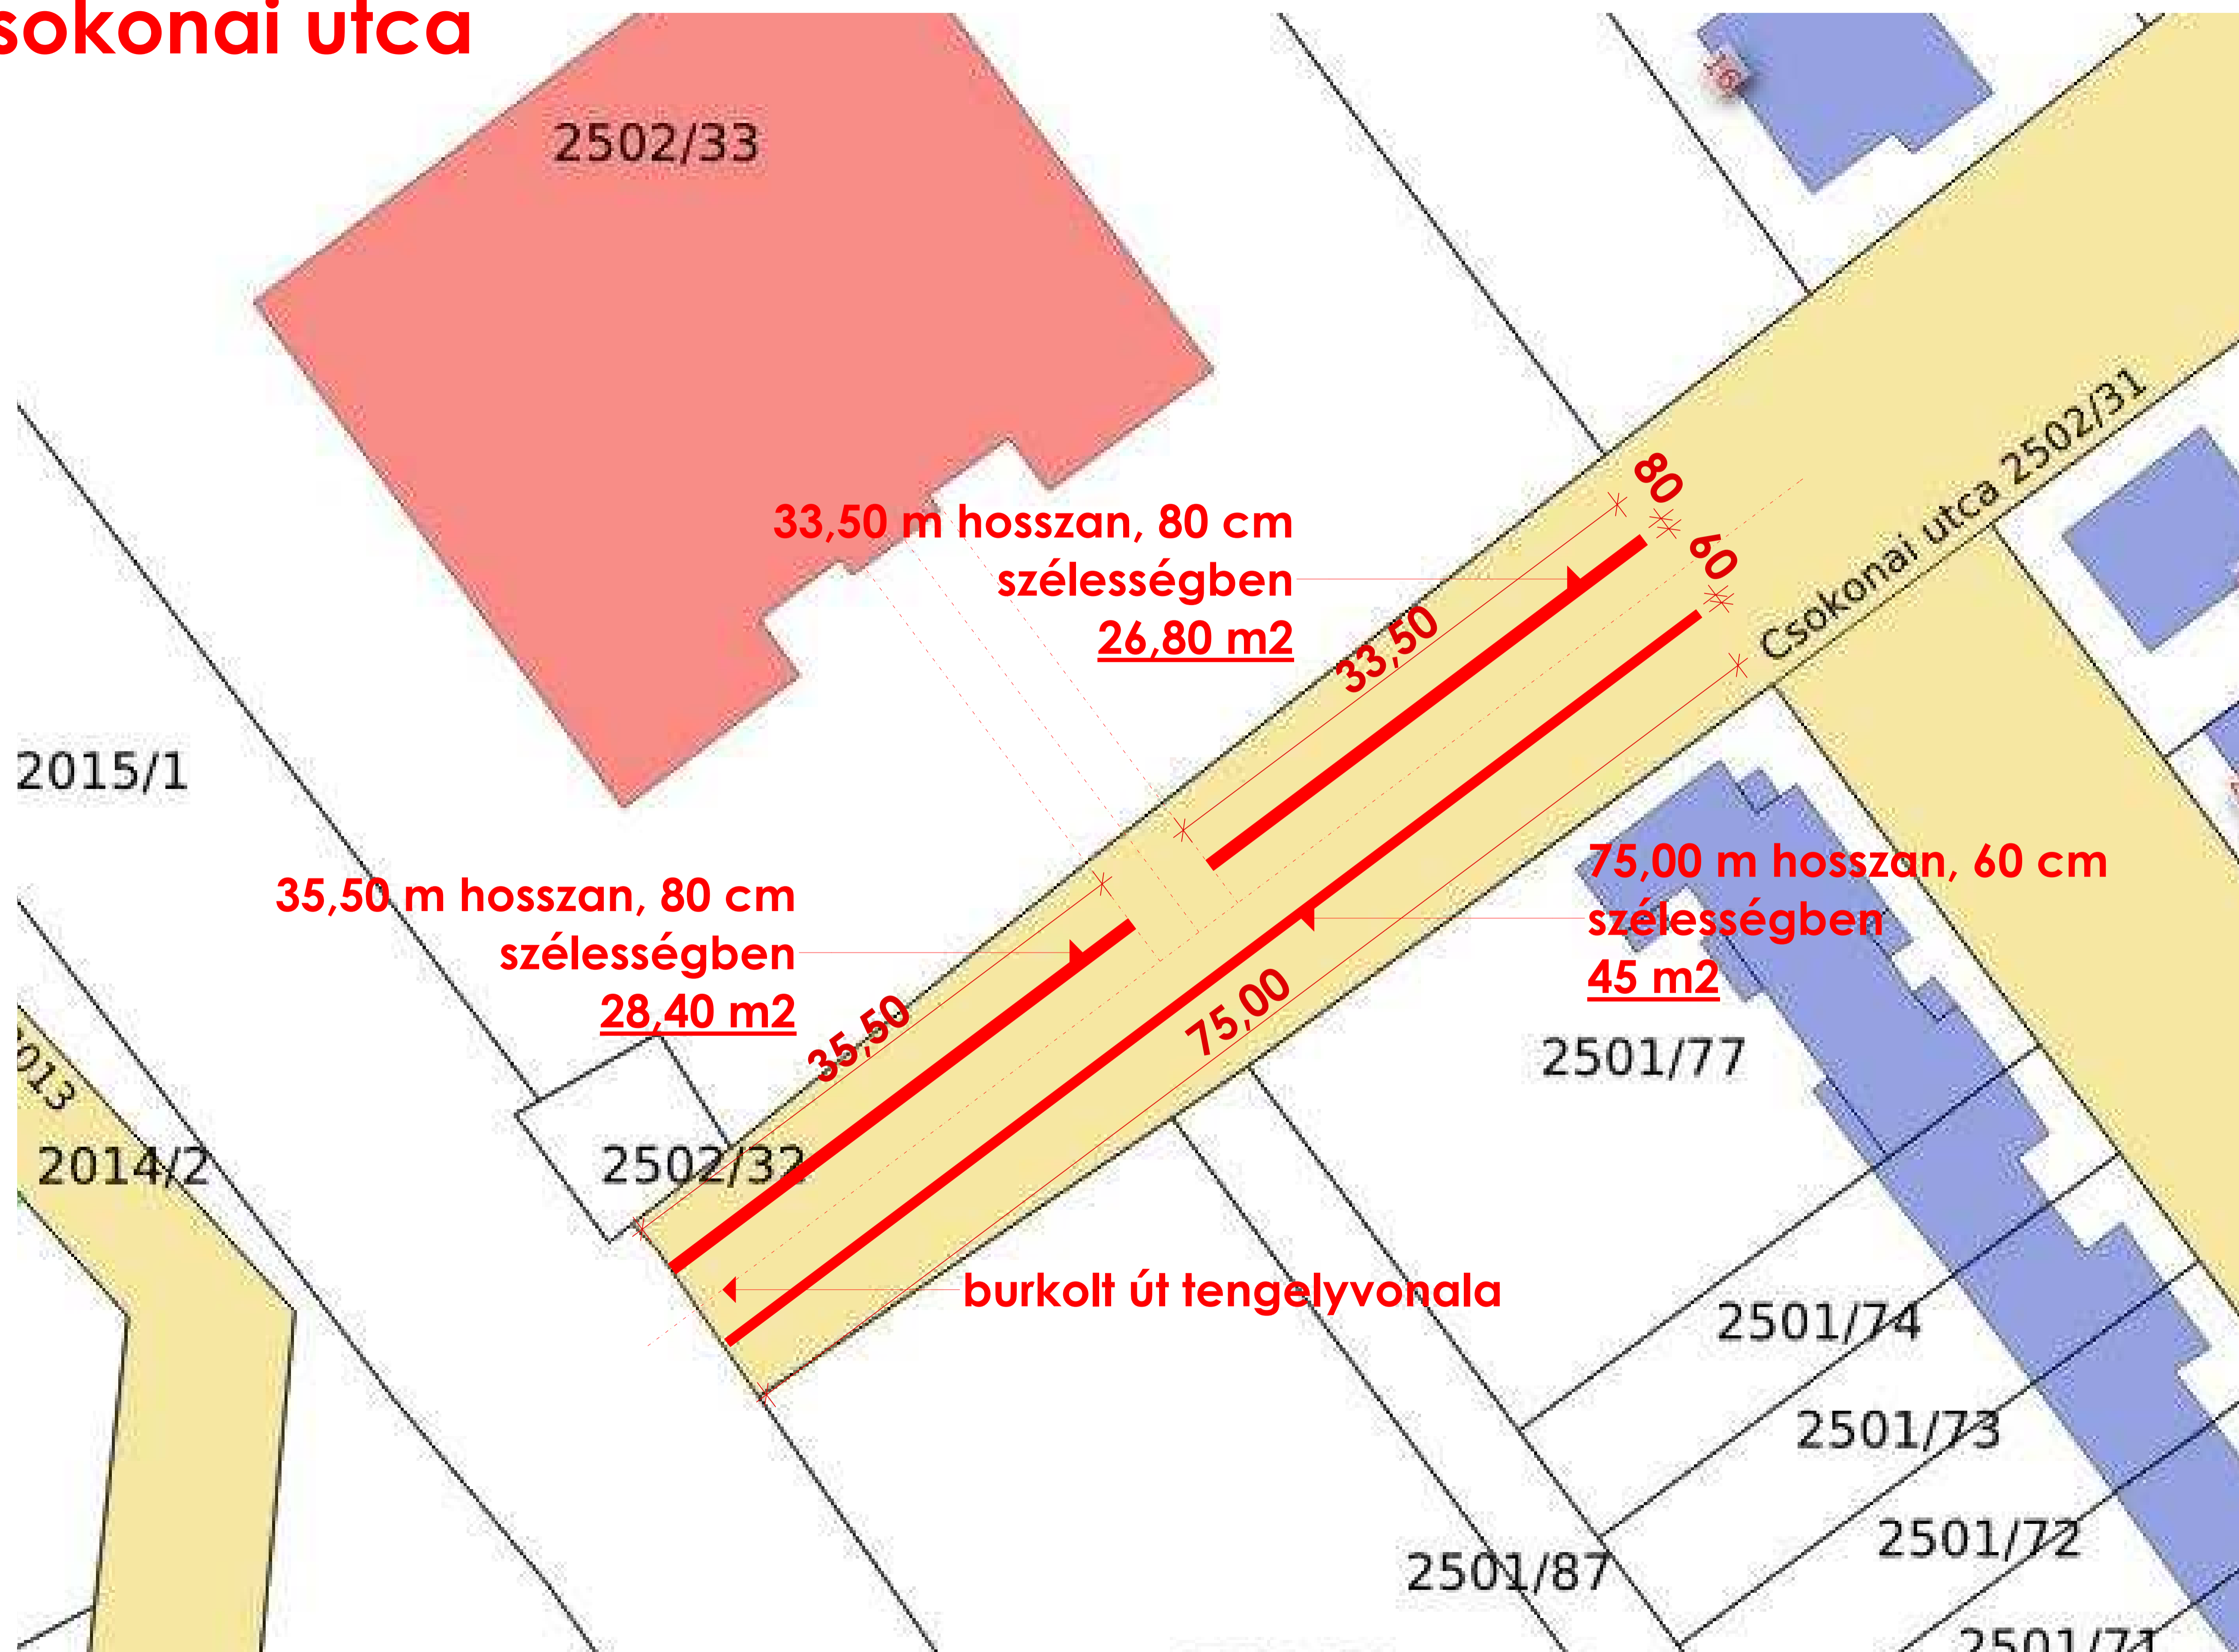 sokonai utca
2502/33
16
Csokonai utca 2502/31
80
60
33,50 m hosszan, 80 cm
szélességben
26,80 m2
33,50
2015/1
35,50 m hosszan, 80 cm
szélességben
28,40 m2
75,00 m hosszan, 60 cm
szélességben
45 m2
35,50
75,00
2501/77
013
2014/2
2502/32
burkolt út tengelyvonala
2501/74
2501/73
2501/72
2501/87
2501/71